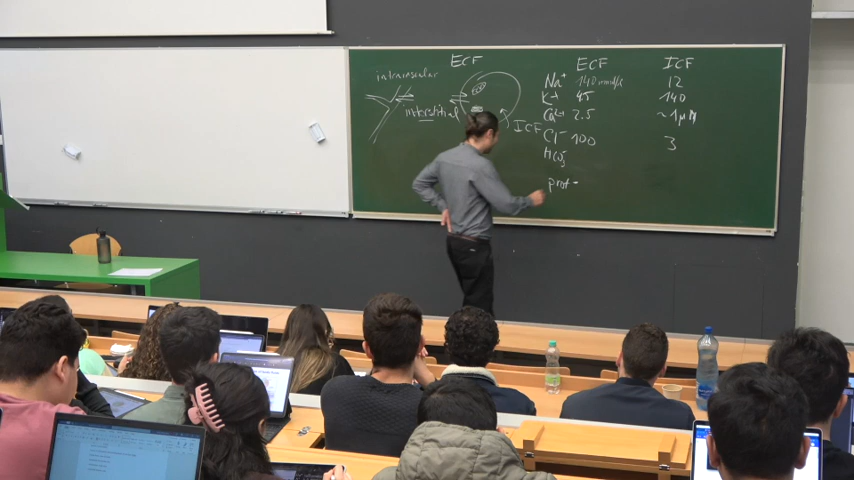 ECF
intravascular
interstitial
ICF
ECF ICF
Na+ 140 mmol/l 12
K+ 4.5 140
Ca2+ 2.5 ~1µM
Cl- 100 3
HCO3-
prot-